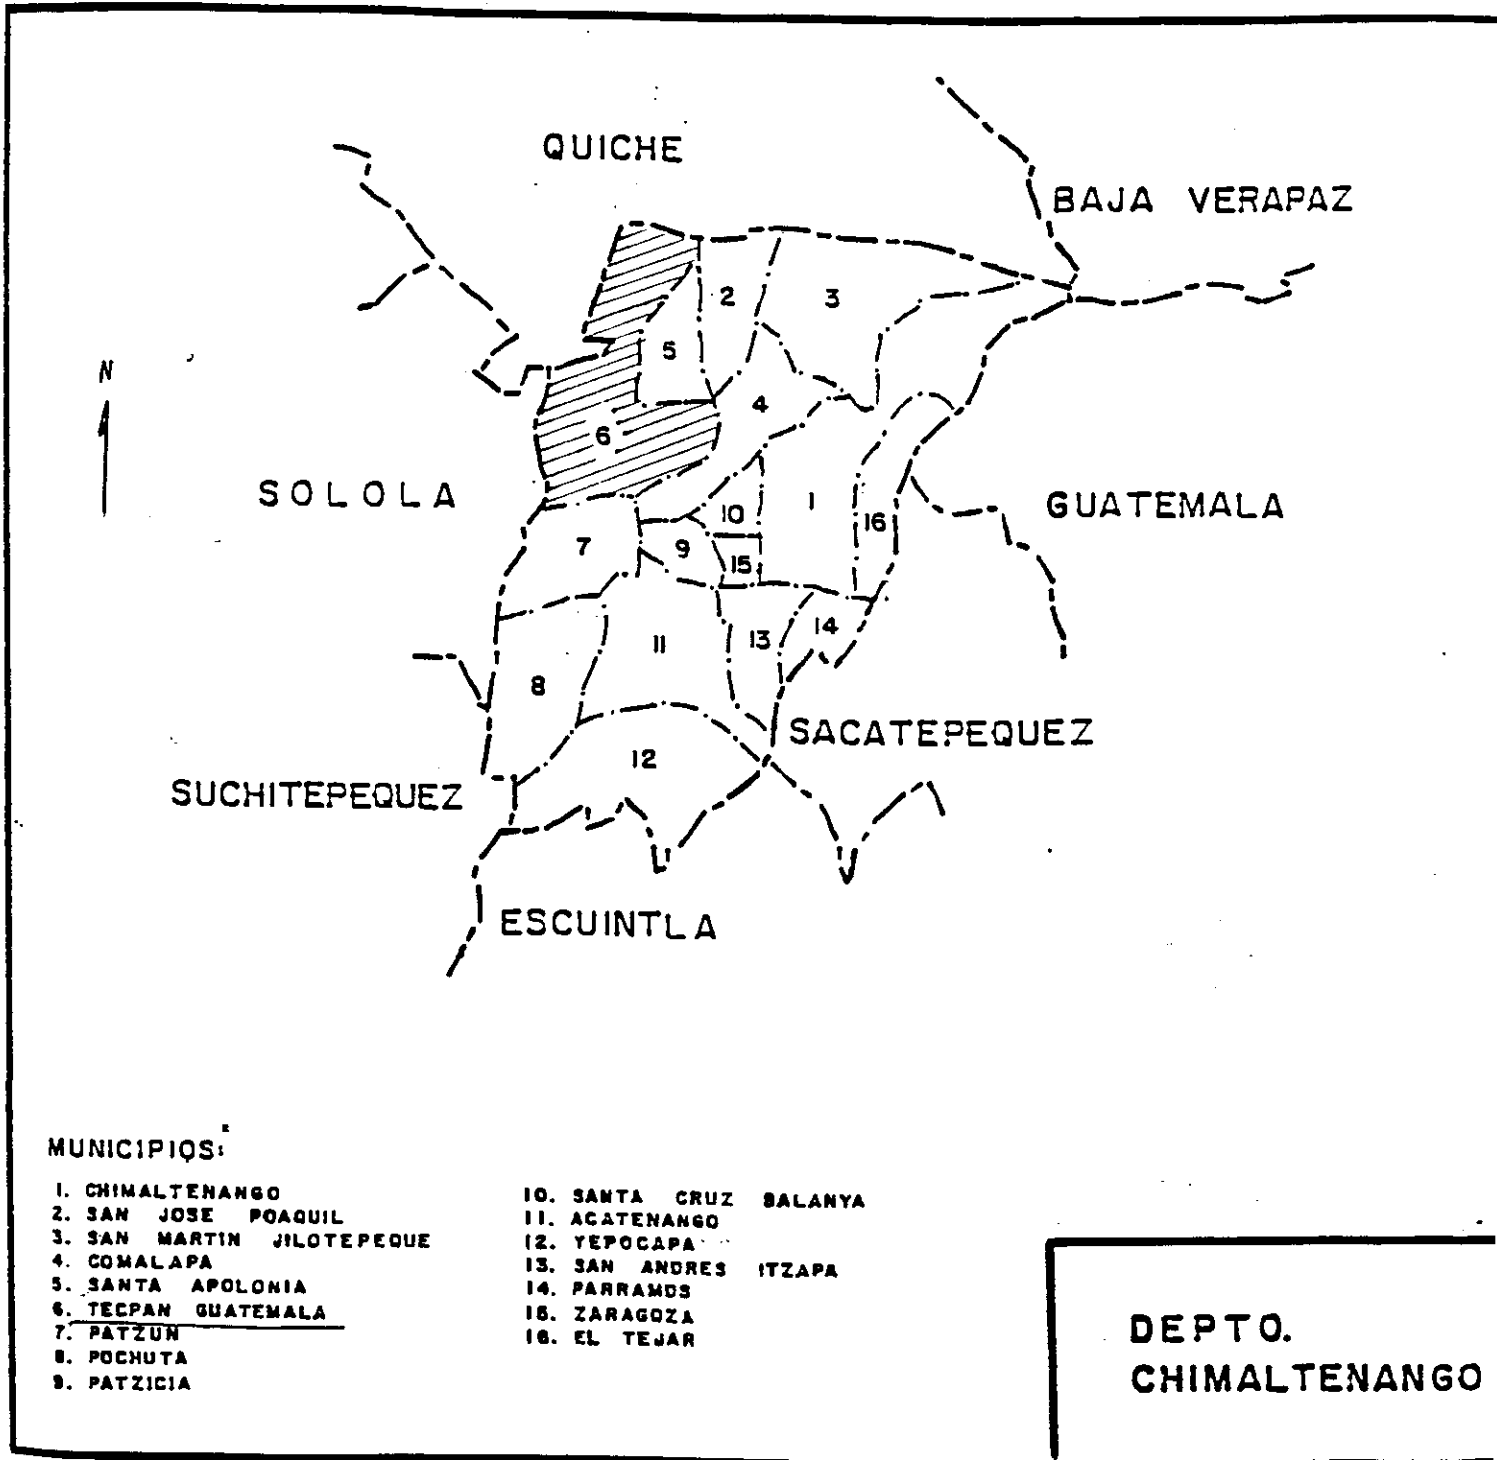 QUICHE
BAJA VERAPAZ
2
3
N
5
4
6
SOLOLA
GUATEMALA
10
1
16
7
9
15
14
13
11
8
SACATEPEQUEZ
12
SUCHITEPEQUEZ
ESCUINTLA
MUNICIPIOS:
1. CHIMALTENANGO
2. SAN JOSE POAQUIL
3. SAN MARTIN JILOTEPEQUE
4. COMALAPA
5. SANTA APOLONIA
6. TECPAN GUATEMALA
7. PATZUN
8. POCHUTA
9. PATZICIA
10. SANTA CRUZ BALANYA
11. ACATENANGO
12. YEPOCAPA
13. SAN ANDRES ITZAPA
14. PARRAMOS
15. ZARAGOZA
16. EL TEJAR
DEPTO.
CHIMALTENANGO